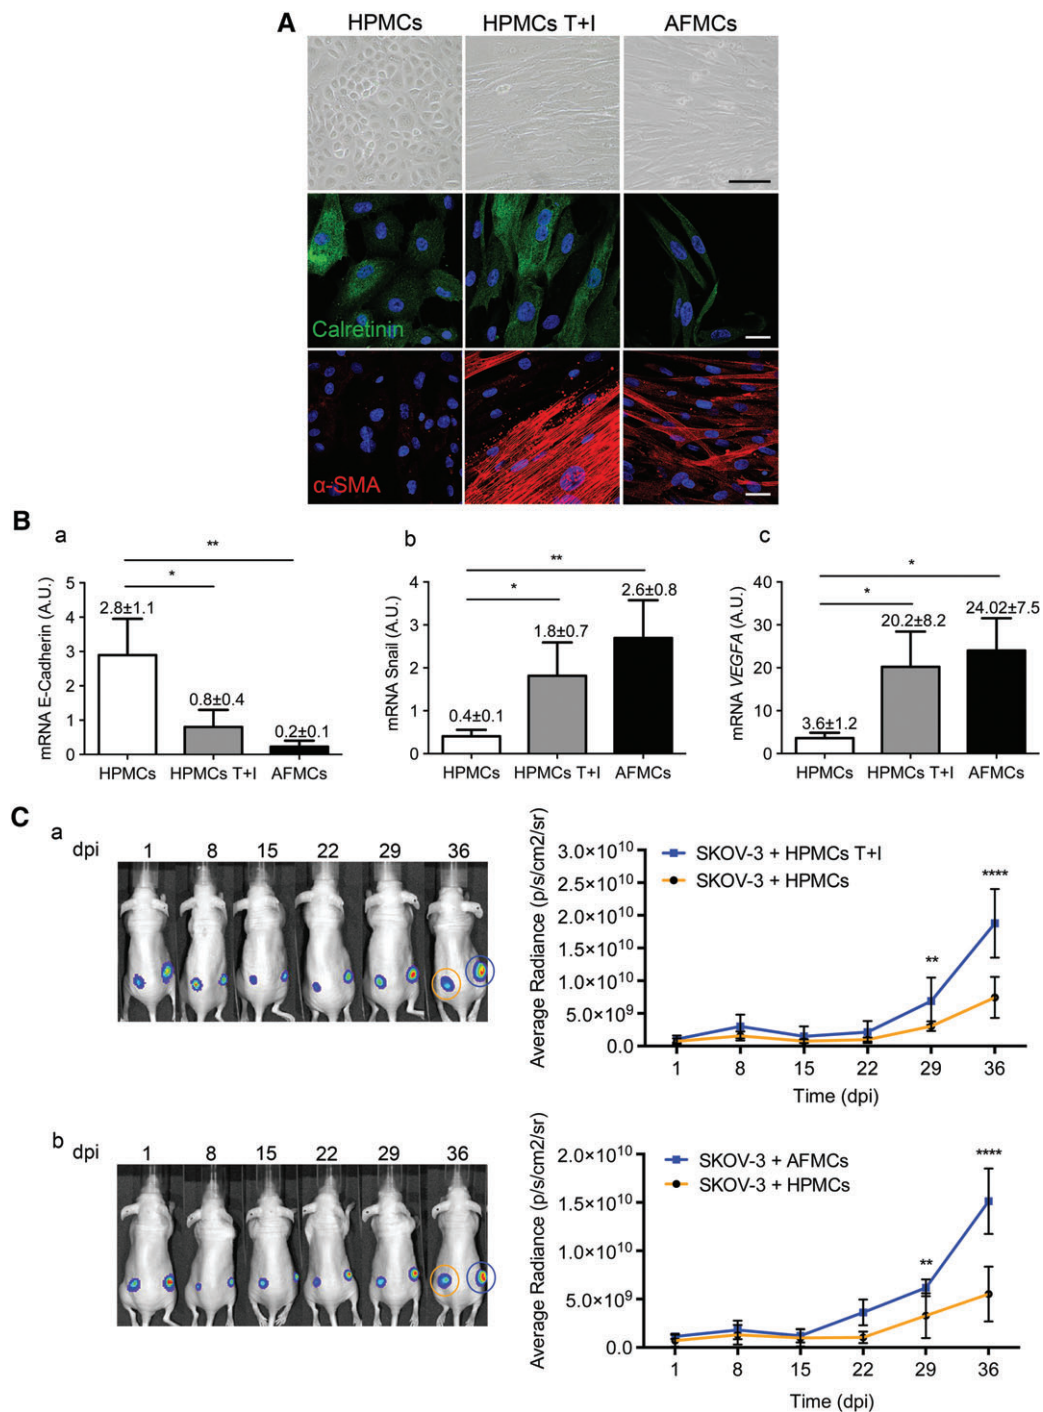 A
HPMCs HPMCs T+I AFMCs
Calretinin
α-SMA
B
a
**
*
mRNA E-Cadherin (A.U.)
5
4
3
2
1
0
2.8±1.1
0.8±0.4
0.2±0.1
HPMCs HPMCs T+I AFMCs
b
**
*
mRNA Snail (A.U.)
4
3
2
1
0
0.4±0.1
1.8±0.7
2.6±0.8
HPMCs HPMCs T+I AFMCs
c
*
*
mRNA VEGFA (A.U.)
40
30
20
10
0
3.6±1.2
20.2±8.2
24.02±7.5
HPMCs HPMCs T+I AFMCs
C
a
dpi 1 8 15 22 29 36
Average Radiance (p/s/cm2/sr)
3.0×10¹⁰
2.5×10¹⁰
2.0×10¹⁰
1.5×10¹⁰
1.0×10¹⁰
5.0×10⁹
0.0
SKOV-3 + HPMCs T+I
SKOV-3 + HPMCs
**
****
1 8 15 22 29 36
Time (dpi)
b
dpi 1 8 15 22 29 36
Average Radiance (p/s/cm2/sr)
2.0×10¹⁰
1.5×10¹⁰
1.0×10¹⁰
5.0×10⁹
0.0
SKOV-3 + AFMCs
SKOV-3 + HPMCs
**
****
1 8 15 22 29 36
Time (dpi)